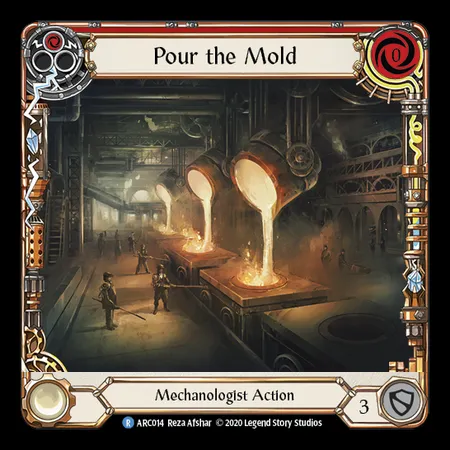 0
Pour the Mold
Mechanologist Action
3
R ARC014 Reza Afshar © 2020 Legend Story Studios